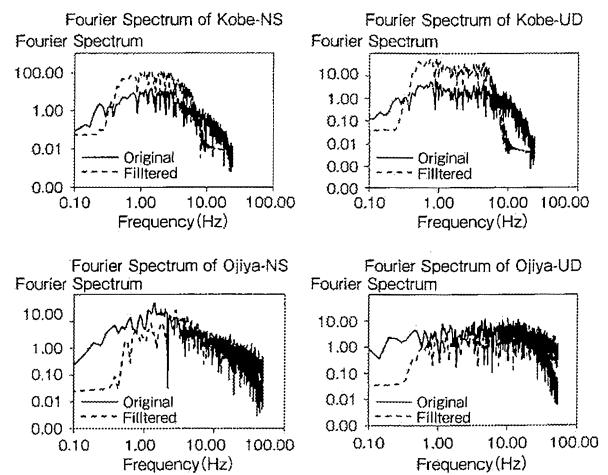 Fourier Spectrum of Kobe-NS
Fourier Spectrum
100.00
1.00
0.01
0.00
Original
Filltered
0.10 1.00 10.00 100.00
Frequency(Hz)
Fourier Spectrum of Kobe-UD
Fourier Spectrum
10.00
1.00
0.10
0.01
0.00
Original
Filltered
0.10 1.00 10.00 100.00
Frequency(Hz)
Fourier Spectrum of Ojiya-NS
Fourier Spectrum
10.00
1.00
0.10
0.01
0.00
Original
Filltered
0.10 1.00 10.00 100.00
Frequency(Hz)
Fourier Spectrum of Ojiya-UD
Fourier Spectrum
10.00
1.00
0.10
0.01
0.00
Original
Filltered
0.10 1.00 10.00 100.00
Frequency(Hz)